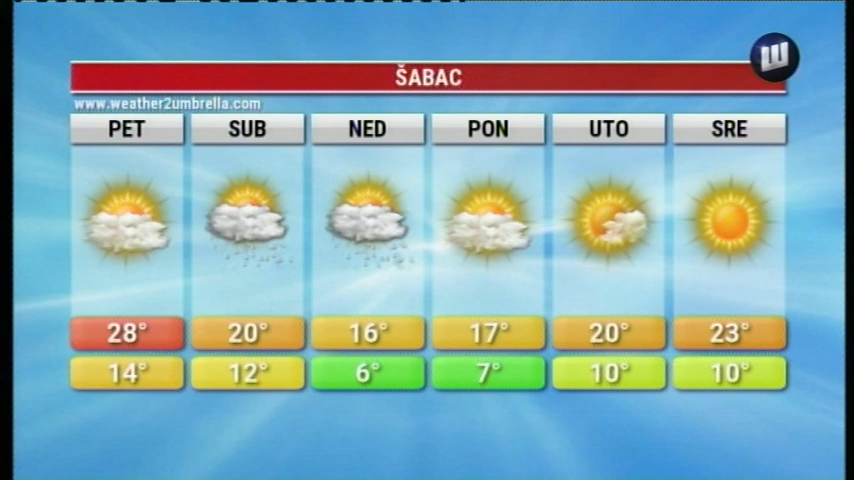 ŠABAC
Ш
www.weather2umbrella.com
PET SUB NED PON UTO SRE
28° 20° 16° 17° 20° 23°
14° 12° 6° 7° 10° 10°